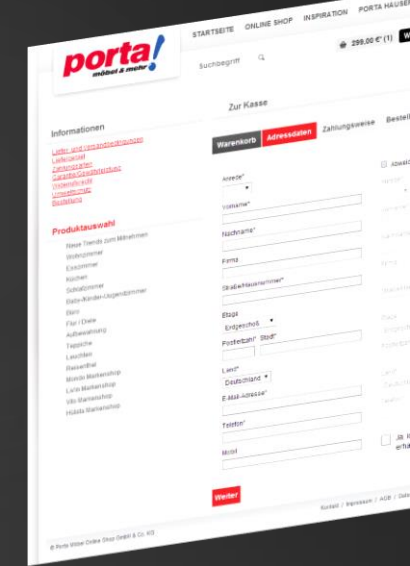 STARTSEITE ONLINE SHOP INSPIRATION PORTA HÄUSER
porta!
möbel & mehr
Suchbegriff
299,00 €* (1)
Zur Kasse
Informationen
Liefer- und Versandbedingungen
Lieferanzeit
Zahlungsarten
Garantie/Gewährleistung
Widerrufsrecht
Umweltschutz
Bestellung
Warenkorb Adressdaten Zahlungsweise Bestell
Anrede*
Vorname*
Nachname*
Firma
Straße/Hausnummer*
Etage
Erdgeschoß
Postleitzahl* Stadt*
Land*
Deutschland
E-Mail-Adresse*
Telefon*
Mobil
Weiter
Produktauswahl
Neue Trends zum Mitnehmen
Wohnzimmer
Esszimmer
Küchen
Schlafzimmer
Baby-/Kinder-/Jugendzimmer
Büro
Flur / Diele
Aufbewahrung
Teppiche
Leuchten
Reisenthel
Mondo Markenshop
Vito Markenshop
Hülsta Markenshop
© Porta Möbel Online Shop GmbH & Co. KG
Kontakt / Impressum / AGB / Date